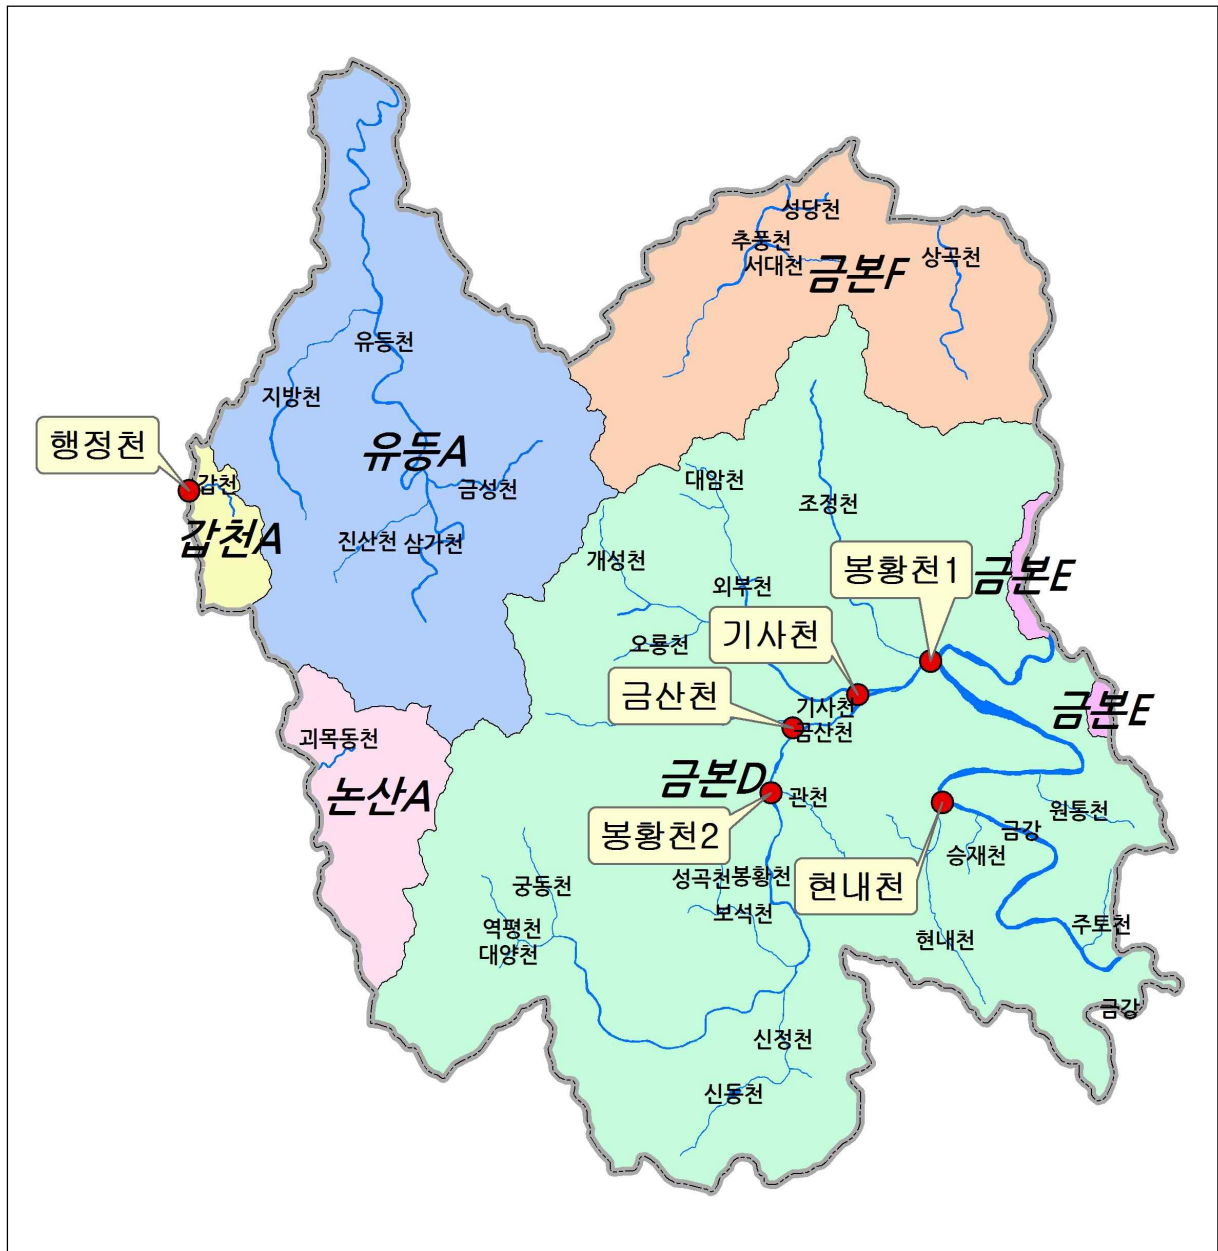 성당천
추풍천
서대천
금본F
상곡천
유등천
지방천
행정천
유등A
갑천
금성천
갑천A
진산천
삼가천
대암천
조정천
개성천
봉황천1
금본E
외부천
기사천
오룡천
금산천
기사천
금산천
금본E
괴목동천
논산A
금본D
관천
봉황천2
원통천
금강
승재천
현내천
성곡천
봉황천
궁동천
보석천
역평천
대양천
현내천
주토천
금강
신정천
신동천